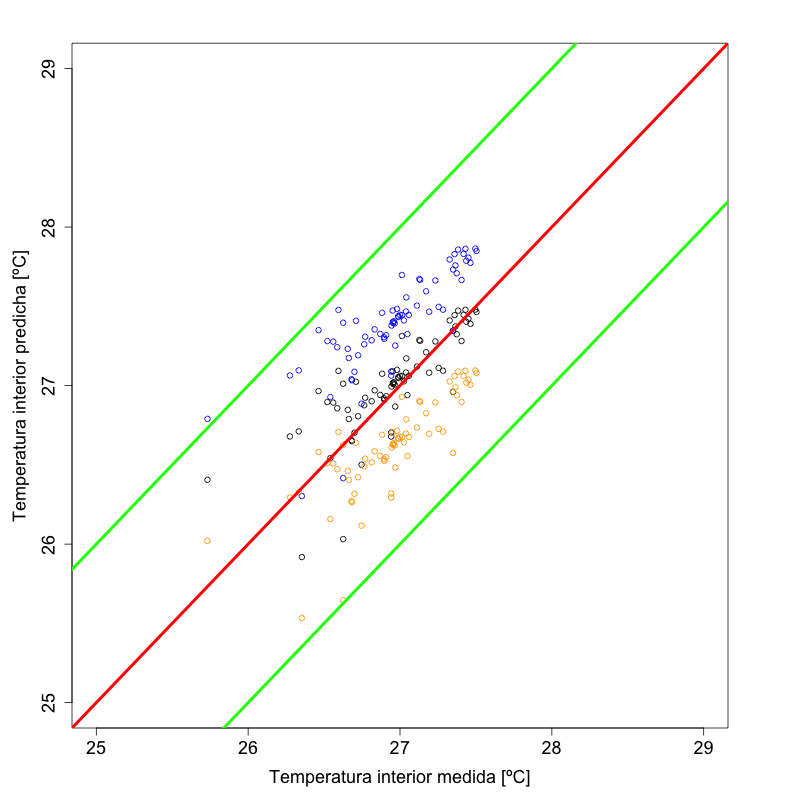 29
28
27
26
25
Temperatura interior predicha [ºC]
25 26 27 28 29
Temperatura interior medida [ºC]